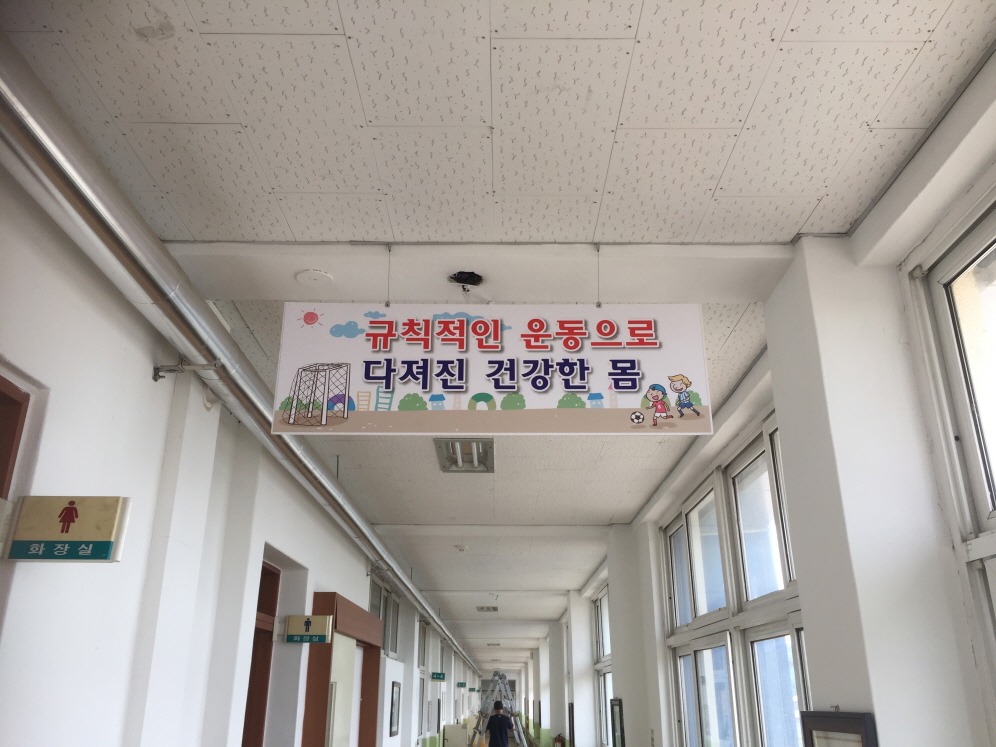 규칙적인 운동으로
다져진 건강한 몸
화장실
화장실